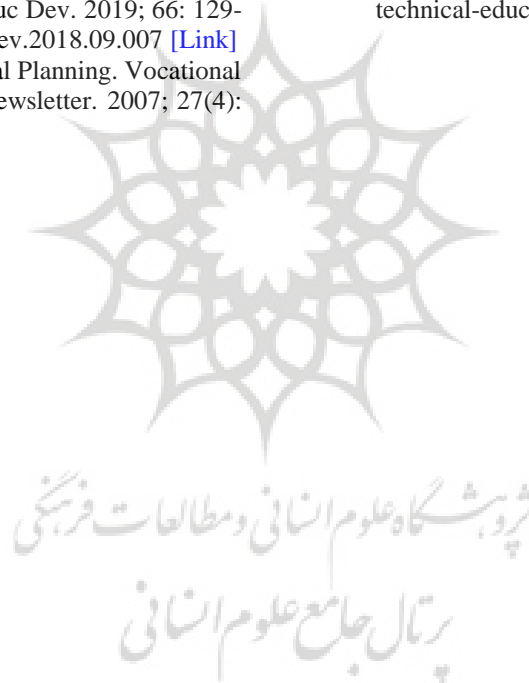 uc Dev. 2019; 66: 129-
ev.2018.09.007 [Link]
al Planning. Vocational
ewsletter. 2007; 27(4):
technical-educ
پژوهشگاه علوم انسانی و مطالعات فرهنگی
پرتال جامع علوم انسانی